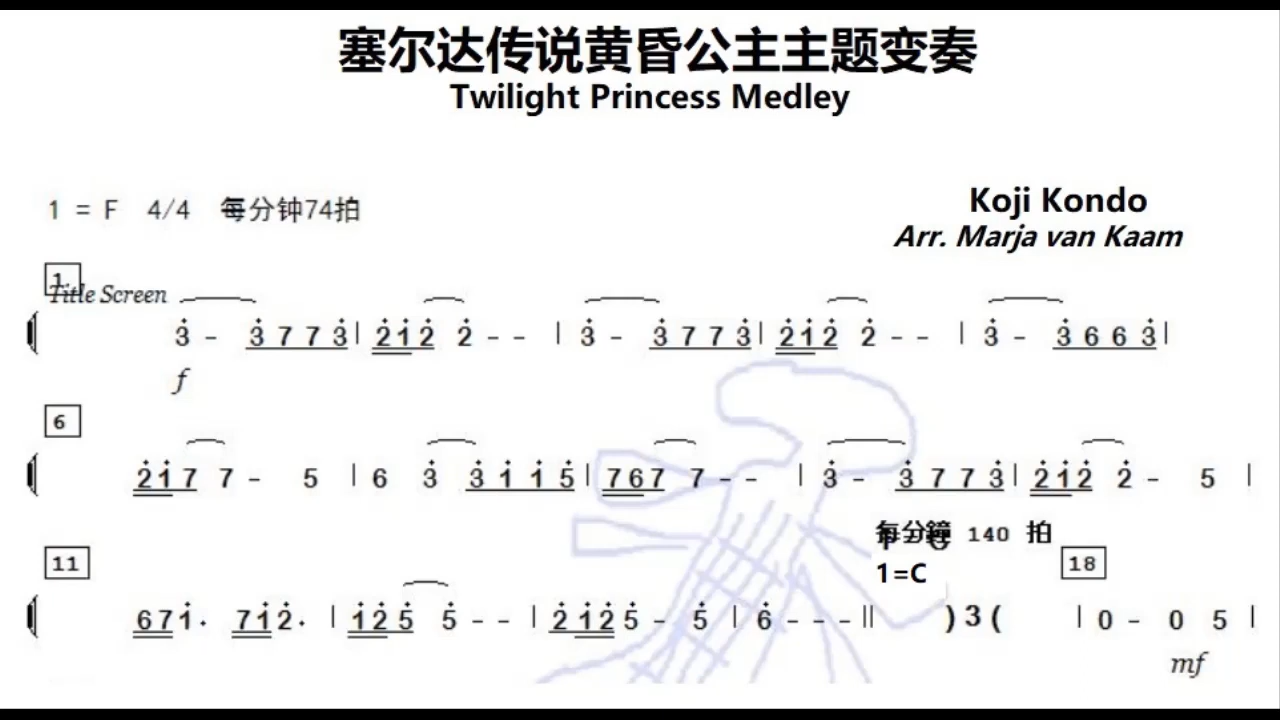 塞尔达传说黄昏公主主题变奏
Twilight Princess Medley
1 = F 4/4 每分钟74拍
Koji Kondo
Arr. Marja van Kaam
1
Title Screen
3̇ - 3̇ 7 7 3̇ | 2̇ 1̇ 2̇ 2̇ - - | 3̇ - 3̇ 7 7 3̇ | 2̇ 1̇ 2̇ 2̇ - - | 3̇ - 3̇ 6 6 3̇ |
f
6
2̇ 1̇ 7 7 - 5 | 6 3̇ 3̇ 1̇ 1̇ 5̇ | 7 6 7 7 - - | 3̇ - 3̇ 7 7 3̇ | 2̇ 1̇ 2̇ 2̇ - 5 |
每分鐘 140 拍
11
1=C
18
6 7 1̇. 7 1̇ 2̇. | 1̇ 2̇ 5̇ 5̇ - - | 2̇ 1̇ 2̇ 5̇ - 5̇ | 6̇ - - - || ) 3 ( | 0 - 0 5 |
mf